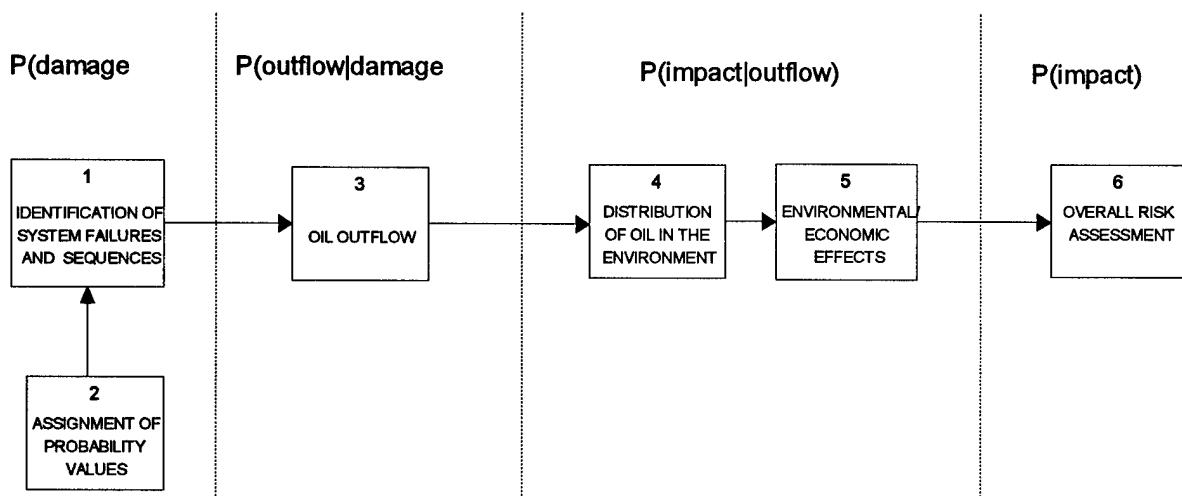 P(damage
P(outflow|damage
P(impact|outflow)
P(impact)
1
IDENTIFICATION OF
SYSTEM FAILURES
AND SEQUENCES
2
ASSIGNMENT OF
PROBABILITY
VALUES
3
OIL OUTFLOW
4
DISTRIBUTION
OF OIL IN THE
ENVIRONMENT
5
ENVIRONMENTAL/
ECONOMIC
EFFECTS
6
OVERALL RISK
ASSESSMENT